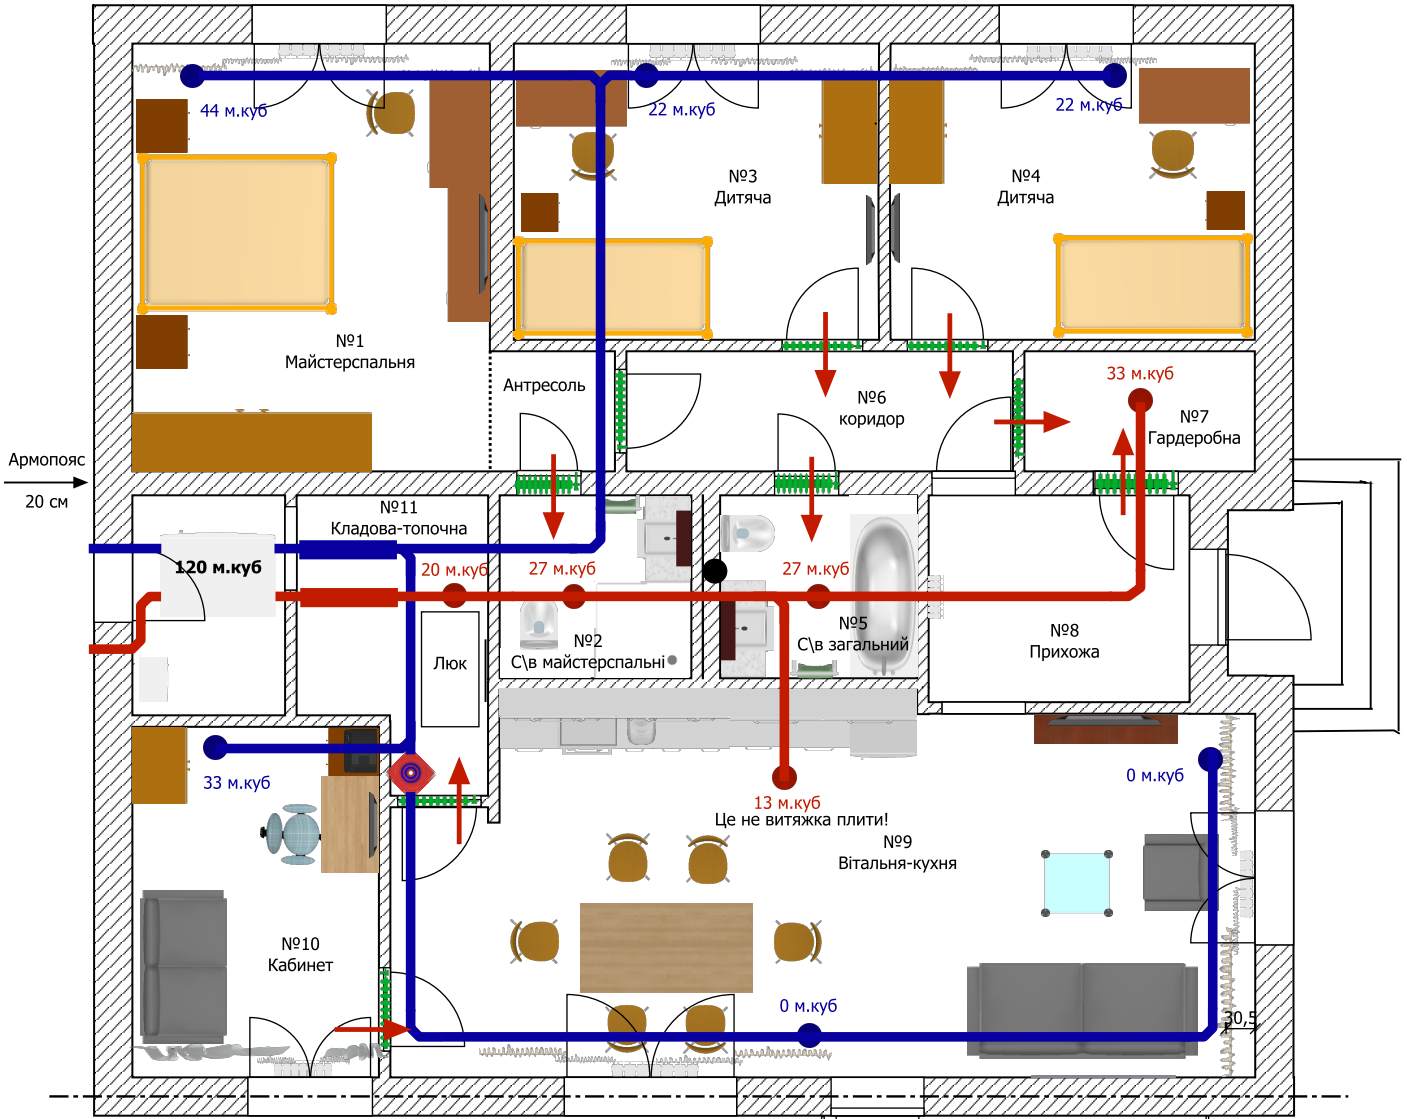 44 м.куб
22 м.куб
22 м.куб
№3
Дитяча
№4
Дитяча
№1
Майстерспальня
Антресоль
№6
коридор
33 м.куб
№7
Гардеробна
Армопояс
20 см
№11
Кладова-топочна
120 м.куб
20 м.куб
27 м.куб
27 м.куб
№2
С\в майстерспальні
№5
С\в загальний
№8
Прихожа
Люк
33 м.куб
13 м.куб
Це не витяжка плити!
№9
Вітальня-кухня
0 м.куб
№10
Кабинет
0 м.куб
30,5